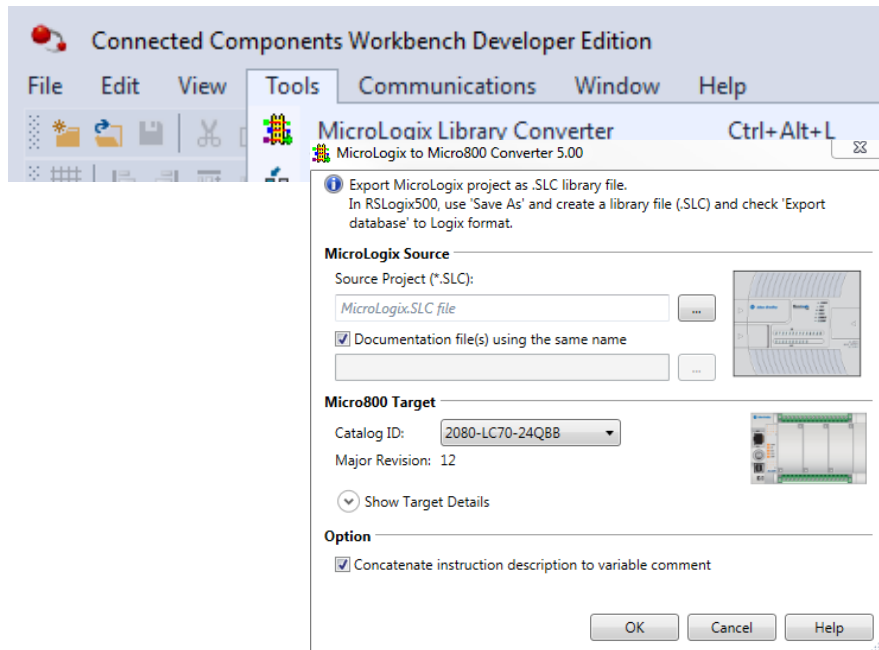 Connected Components Workbench Developer Edition
File Edit View Tools Communications Window Help
MicroLogix Library Converter Ctrl+Alt+L
MicroLogix to Micro800 Converter 5.00
Export MicroLogix project as .SLC library file.
In RSLogix500, use 'Save As' and create a library file (.SLC) and check 'Export
database' to Logix format.
MicroLogix Source
Source Project (*.SLC):
MicroLogix.SLC file
...
Documentation file(s) using the same name
...
Micro800 Target
Catalog ID: 2080-LC70-24QBB
Major Revision: 12
Show Target Details
Option
Concatenate instruction description to variable comment
OK Cancel Help